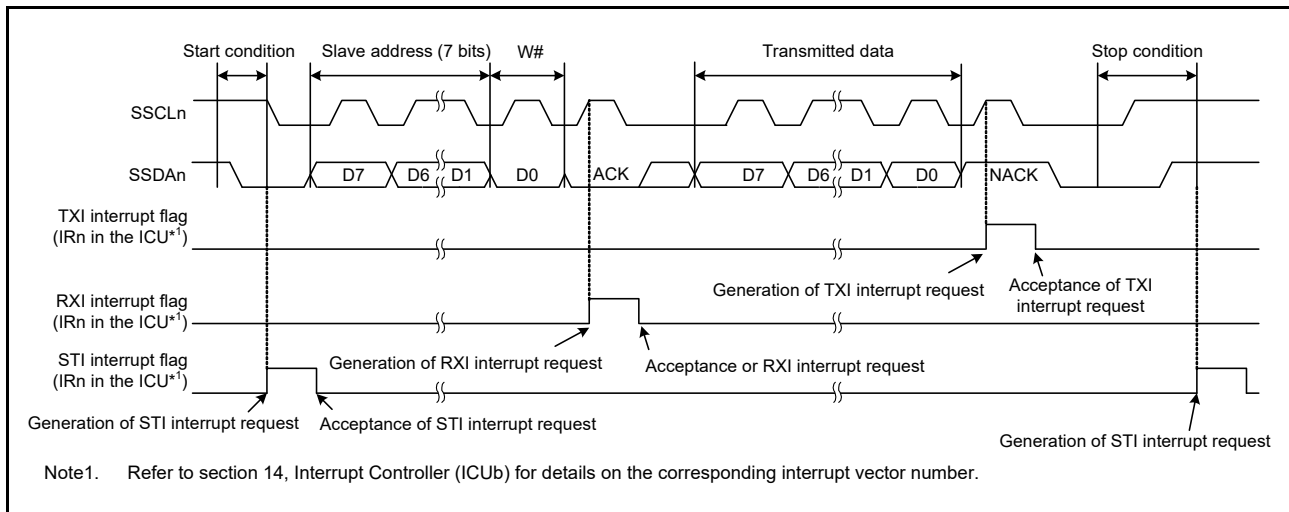 Start condition
Slave address (7 bits)
W#
Transmitted data
Stop condition
SSCLn
SSDAn
D7
D6
D1
D0
ACK
D7
D6
D1
D0
NACK
TXI interrupt flag
(IRn in the ICU*1)
Generation of TXI interrupt request
Acceptance of TXI
interrupt request
RXI interrupt flag
(IRn in the ICU*1)
Generation of RXI interrupt request
Acceptance or RXI interrupt request
STI interrupt flag
(IRn in the ICU*1)
Generation of STI interrupt request
Acceptance of STI interrupt request
Generation of STI interrupt request
Note1. Refer to section 14, Interrupt Controller (ICUb) for details on the corresponding interrupt vector number.